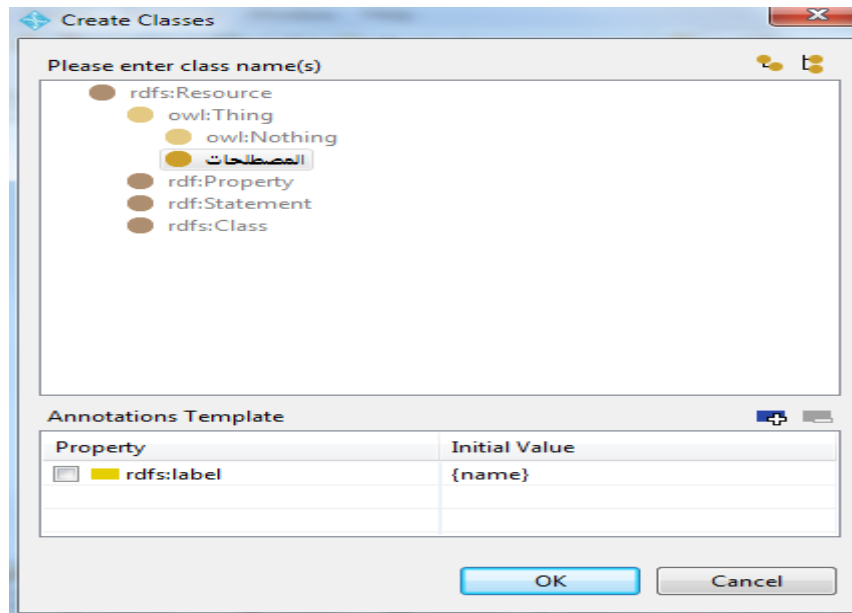 Create Classes
Please enter class name(s)
rdfs:Resource
owl:Thing
owl:Nothing
المصطلحات
rdf:Property
rdf:Statement
rdfs:Class
Annotations Template
Property Initial Value
rdfs:label {name}
OK Cancel